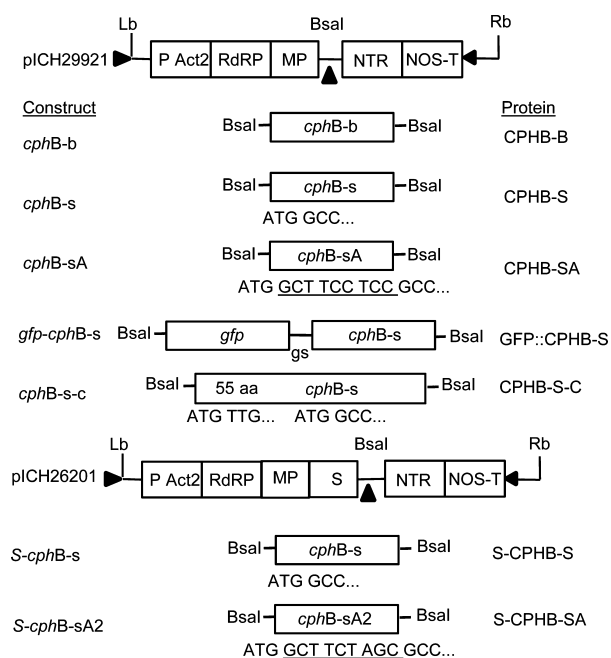 Lb BsaI Rb
pICH29921 P Act2 RdRP MP NTR NOS-T
Construct Protein
cphB-b BsaI cphB-b BsaI CPHB-B
cphB-s BsaI cphB-s BsaI CPHB-S
ATG GCC...
cphB-sA BsaI cphB-sA BsaI CPHB-SA
ATG GCT TCC TCC GCC...
gfp-cphB-s BsaI gfp cphB-s BsaI GFP::CPHB-S
gs
cphB-s-c BsaI 55 aa cphB-s BsaI CPHB-S-C
ATG TTG... ATG GCC...
Lb BsaI Rb
pICH26201 P Act2 RdRP MP S NTR NOS-T
S-cphB-s BsaI cphB-s BsaI S-CPHB-S
ATG GCC...
S-cphB-sA2 BsaI cphB-sA2 BsaI S-CPHB-SA
ATG GCT TCT AGC GCC...